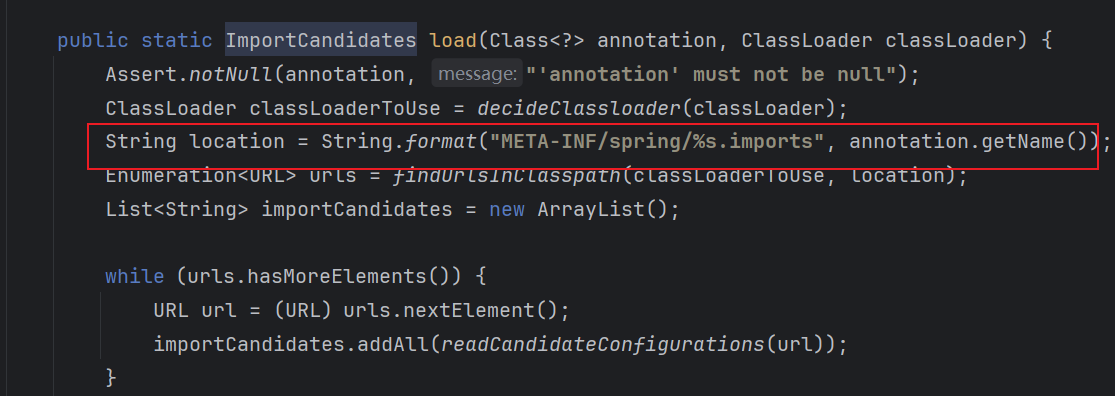 public static ImportCandidates load(Class<?> annotation, ClassLoader classLoader) {
Assert.notNull(annotation, message: "'annotation' must not be null");
ClassLoader classLoaderToUse = decideClassloader(classLoader);
String location = String.format("META-INF/spring/%s.imports", annotation.getName());
Enumeration<URL> urls = findUrlsInClasspath(classLoaderToUse, location);
List<String> importCandidates = new ArrayList();
while (urls.hasMoreElements()) {
URL url = (URL) urls.nextElement();
importCandidates.addAll(readCandidateConfigurations(url));
}